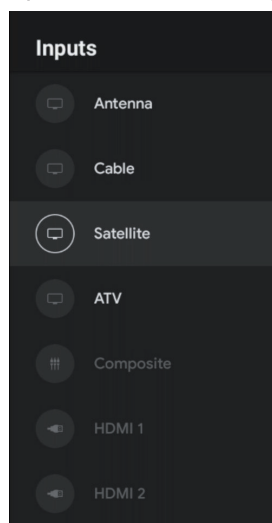 Inputs
Antenna
Cable
Satellite
ATV
Composite
HDMI 1
HDMI 2